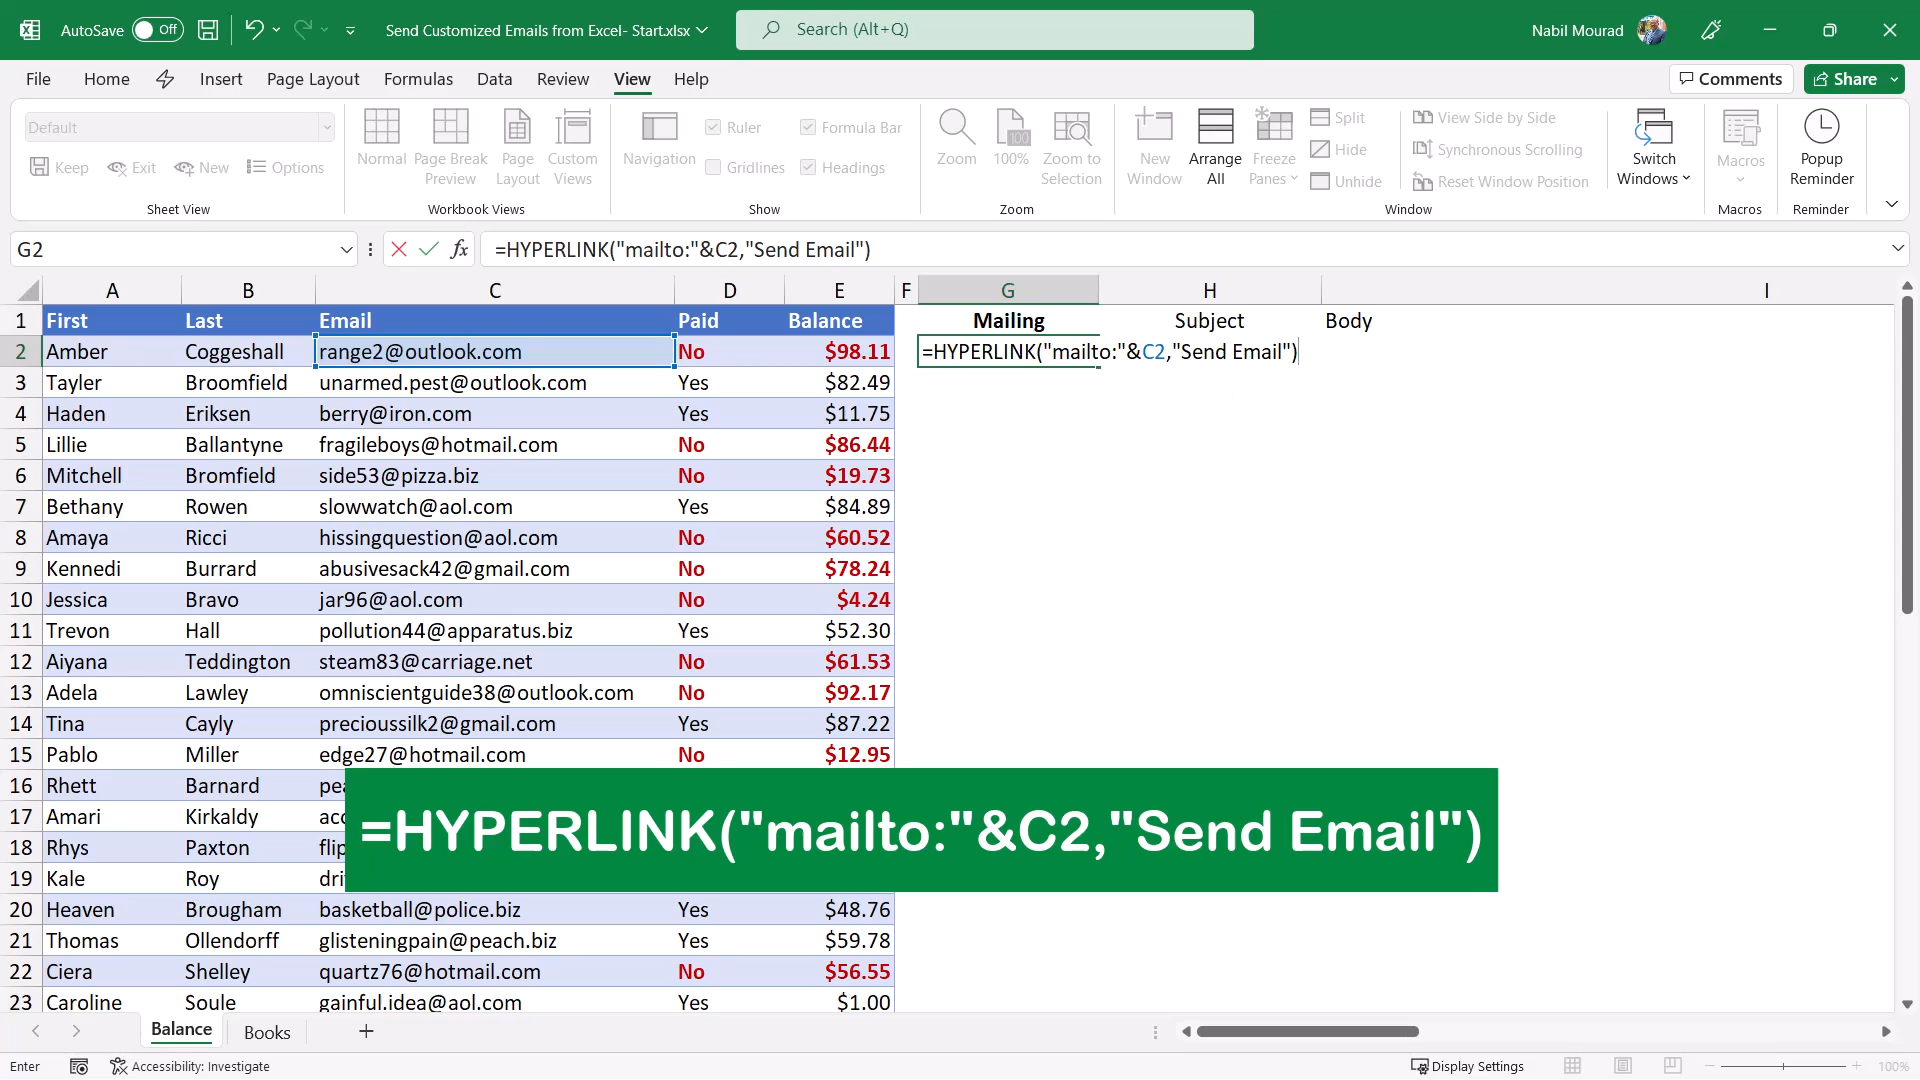 AutoSave Off Send Customized Emails from Excel- Start.xlsx Search (Alt+Q) Nabil Mourad
File Home Insert Page Layout Formulas Data Review View Help Comments Share
Default
Keep Exit New Options
Sheet View
Normal Page Break Preview Page Layout Custom Views
Workbook Views
Navigation Ruler Formula Bar
Gridlines Headings
Show
Zoom 100 100% Zoom to Selection
Zoom
New Window Arrange All Freeze Panes
Split Hide Unhide
View Side by Side
Synchronous Scrolling
Reset Window Position
Switch Windows
Window
Macros
Macros
Popup Reminder
Reminder
G2 fx =HYPERLINK("mailto:"&C2,"Send Email")
A B C D E F G H I
1 First Last Email Paid Balance Mailing Subject Body
2 Amber Coggeshall range2@outlook.com No $98.11 =HYPERLINK("mailto:"&C2,"Send Email")
3 Tayler Broomfield unarmed.pest@outlook.com Yes $82.49
4 Haden Eriksen berry@iron.com Yes $11.75
5 Lillie Ballantyne fragileboys@hotmail.com No $86.44
6 Mitchell Bromfield side53@pizza.biz No $19.73
7 Bethany Rowen slowwatch@aol.com Yes $84.89
8 Amaya Ricci hissingquestion@aol.com No $60.52
9 Kennedi Burrard abusivesack42@gmail.com No $78.24
10 Jessica Bravo jar96@aol.com No $4.24
11 Trevon Hall pollution44@apparatus.biz Yes $52.30
12 Aiyana Teddington steam83@carriage.net No $61.53
13 Adela Lawley omniscientguide38@outlook.com No $92.17
14 Tina Cayly precioussilk2@gmail.com Yes $87.22
15 Pablo Miller edge27@hotmail.com No $12.95
16 Rhett Barnard
17 Amari Kirkaldy
18 Rhys Paxton
19 Kale Roy
=HYPERLINK("mailto:"&C2,"Send Email")
20 Heaven Brougham basketball@police.biz Yes $48.76
21 Thomas Ollendorff glisteningpain@peach.biz Yes $59.78
22 Ciera Shelley quartz76@hotmail.com No $56.55
23 Caroline Soule gainful.idea@aol.com Yes $1.00
Balance Books
Enter Accessibility: Investigate Display Settings 100%